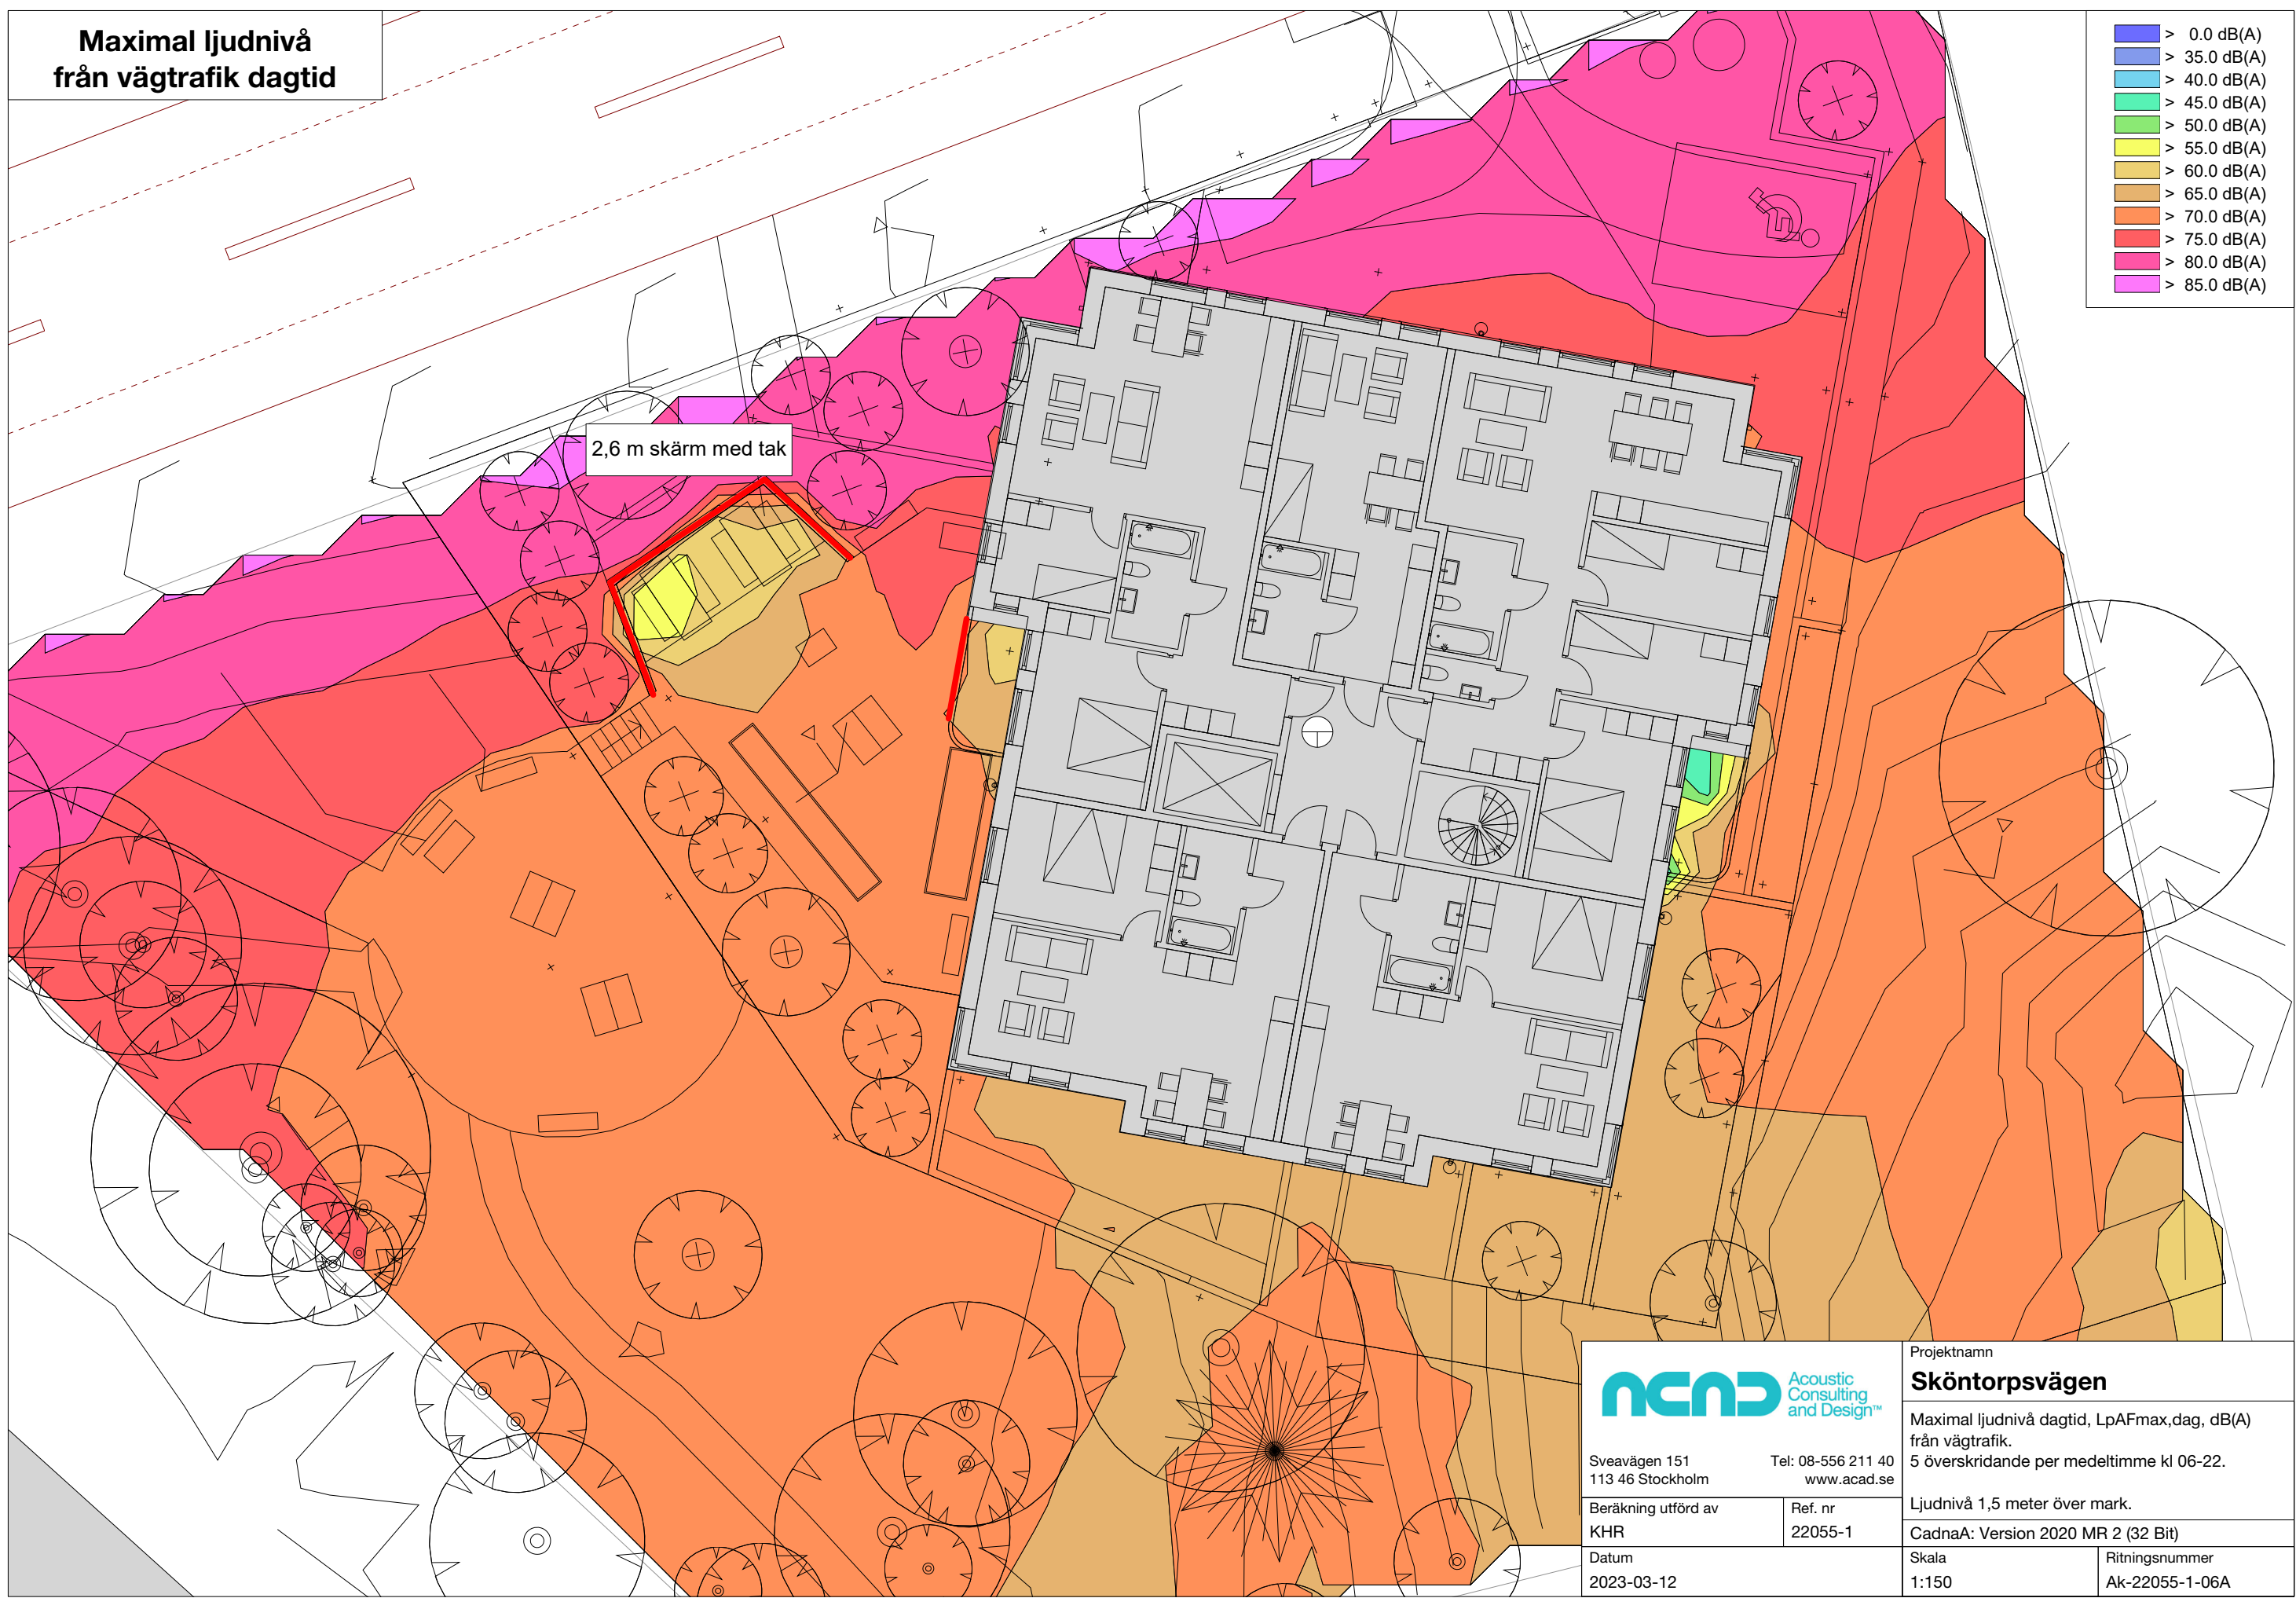 Maximal ljudnivå
från vägtrafik dagtid
> 0.0 dB(A)
> 35.0 dB(A)
> 40.0 dB(A)
> 45.0 dB(A)
> 50.0 dB(A)
> 55.0 dB(A)
> 60.0 dB(A)
> 65.0 dB(A)
> 70.0 dB(A)
> 75.0 dB(A)
> 80.0 dB(A)
> 85.0 dB(A)
2,6 m skärm med tak
ACAD
Acoustic
Consulting
and Design™
Sveavägen 151
113 46 Stockholm
Tel: 08-556 211 40
www.acad.se
Beräkning utförd av
KHR
Ref. nr
22055-1
Datum
2023-03-12
Projektnamn
Sköntorpsvägen
Maximal ljudnivå dagtid, LpAFmax,dag, dB(A)
från vägtrafik.
5 överskridande per medeltimme kl 06-22.
Ljudnivå 1,5 meter över mark.
CadnaA: Version 2020 MR 2 (32 Bit)
Skala
1:150
Ritningsnummer
Ak-22055-1-06A